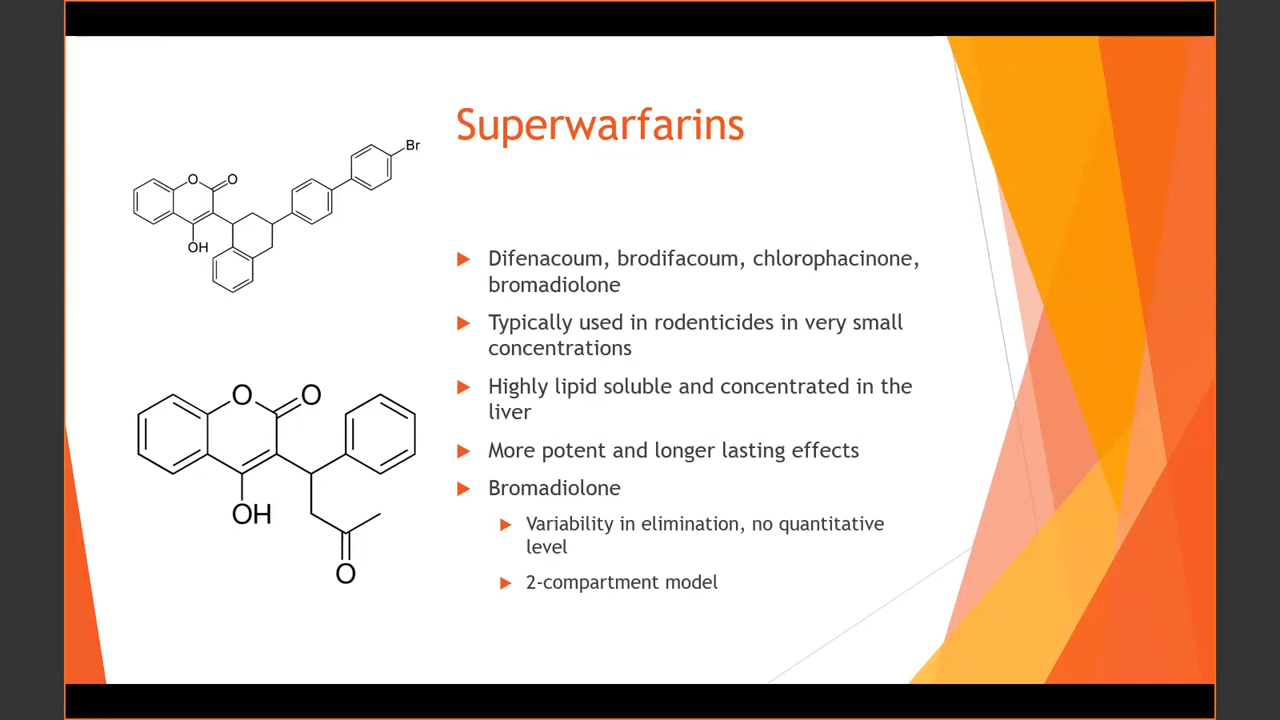 Superwarfarins
Br
O
O
OH
Difenacoum, brodifacoum, chlorophacinone,
bromadiolone
Typically used in rodenticides in very small
concentrations
Highly lipid soluble and concentrated in the
liver
More potent and longer lasting effects
Bromadiolone
Variability in elimination, no quantitative
level
2-compartment model
O
O
OH
O